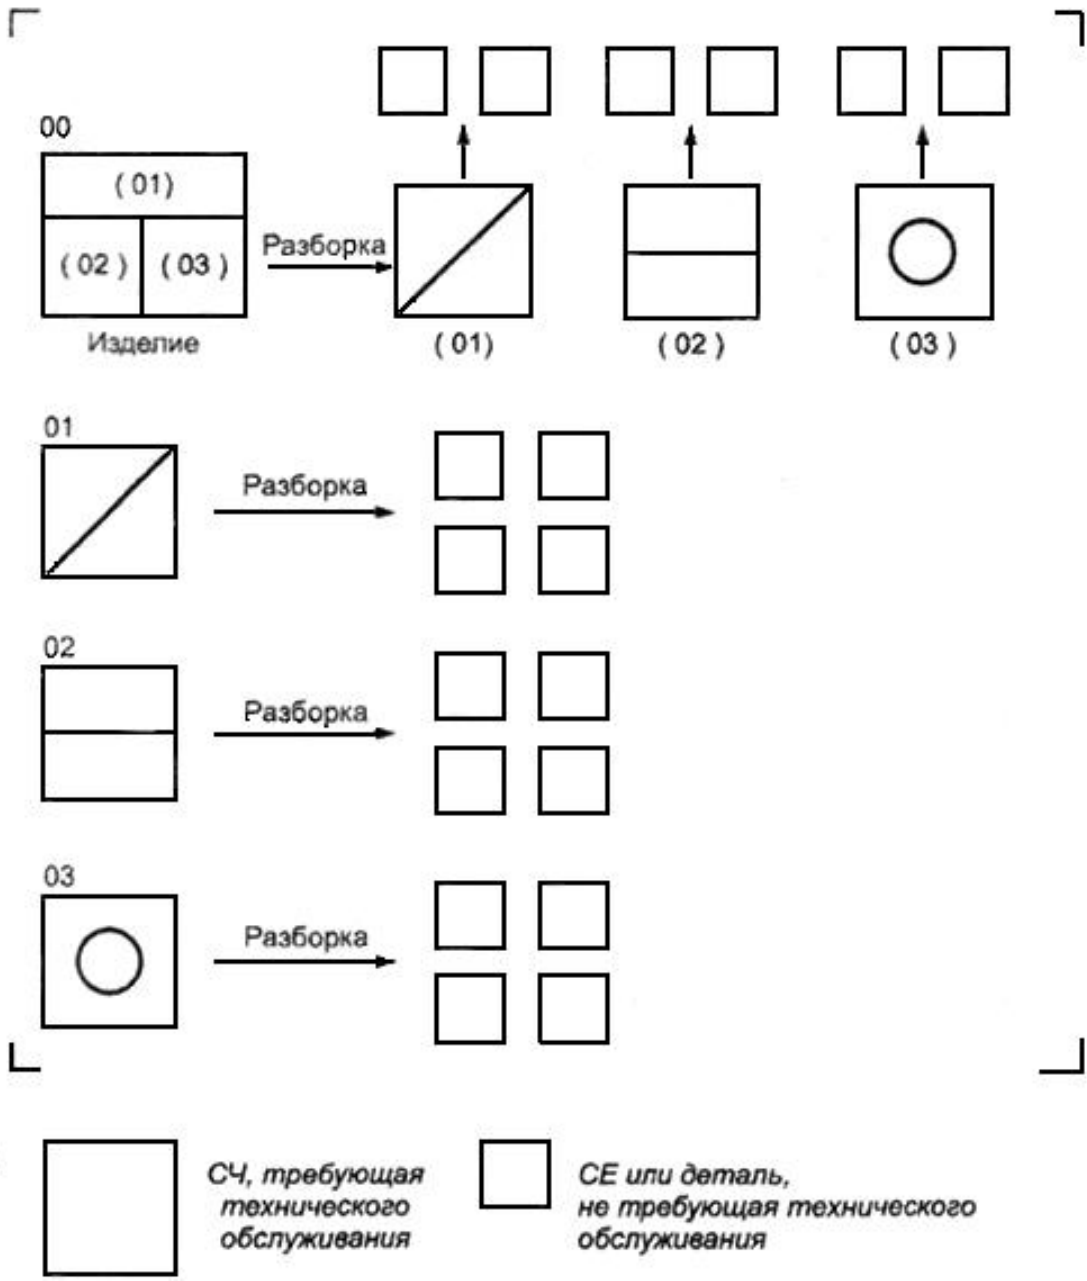 00
( 01)
( 02 ) ( 03 )
Изделие
Разборка
( 01)
( 02 )
( 03 )
01
Разборка
02
Разборка
03
Разборка
СЧ, требующая
технического
обслуживания
СЕ или деталь,
не требующая технического
обслуживания